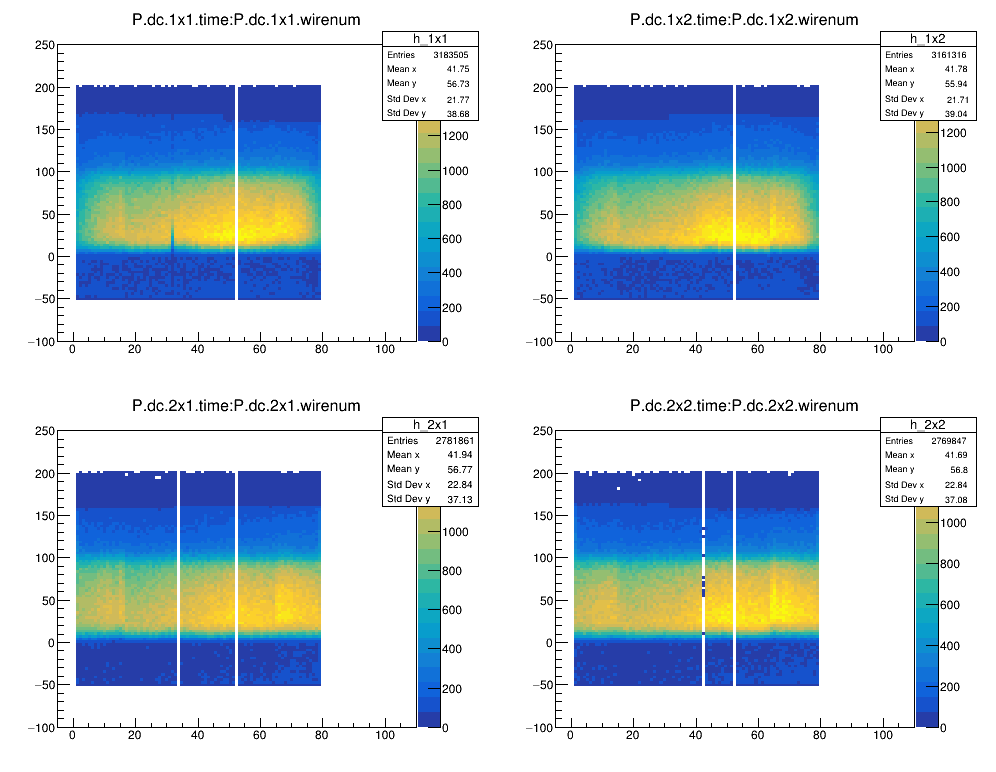 P.dc.1x1.time:P.dc.1x1.wirenum
h_1x1
Entries 3183505
Mean x 41.75
Mean y 56.73
Std Dev x 21.77
Std Dev y 38.68
250
200
150
100
50
0
−50
−100
0 20 40 60 80 100
1200
1000
800
600
400
200
0
P.dc.1x2.time:P.dc.1x2.wirenum
h_1x2
Entries 3161316
Mean x 41.78
Mean y 55.94
Std Dev x 21.71
Std Dev y 39.04
250
200
150
100
50
0
−50
−100
0 20 40 60 80 100
1200
1000
800
600
400
200
0
P.dc.2x1.time:P.dc.2x1.wirenum
h_2x1
Entries 2781861
Mean x 41.94
Mean y 56.77
Std Dev x 22.84
Std Dev y 37.13
250
200
150
100
50
0
−50
−100
0 20 40 60 80 100
1000
800
600
400
200
0
P.dc.2x2.time:P.dc.2x2.wirenum
h_2x2
Entries 2769847
Mean x 41.69
Mean y 56.8
Std Dev x 22.84
Std Dev y 37.08
250
200
150
100
50
0
−50
−100
0 20 40 60 80 100
1000
800
600
400
200
0